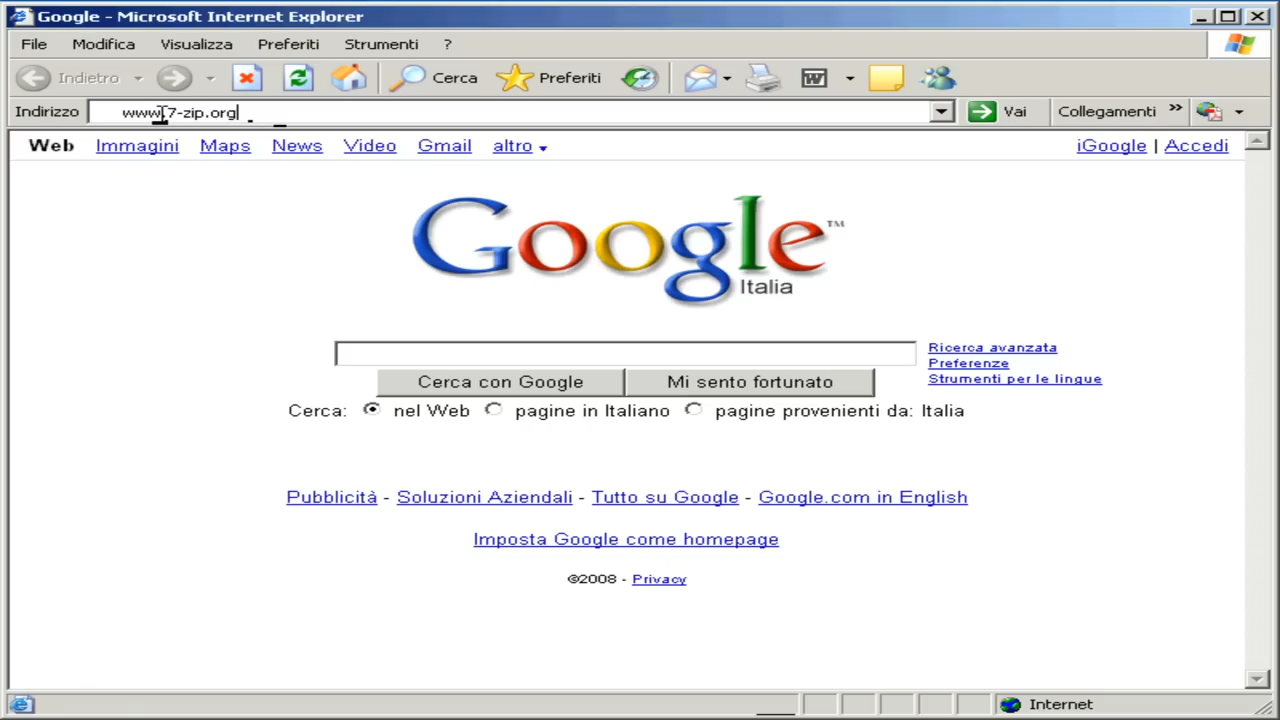 Google - Microsoft Internet Explorer
File Modifica Visualizza Preferiti Strumenti ?
Indietro Cerca Preferiti
Indirizzo www.7-zip.org Vai Collegamenti »
Web Immagini Maps News Video Gmail altro iGoogle | Accedi
Google™
Italia
Ricerca avanzata
Preferenze
Strumenti per le lingue
Cerca con Google Mi sento fortunato
Cerca: nel Web pagine in Italiano pagine provenienti da: Italia
Pubblicità - Soluzioni Aziendali - Tutto su Google - Google.com in English
Imposta Google come homepage
©2008 - Privacy
Internet